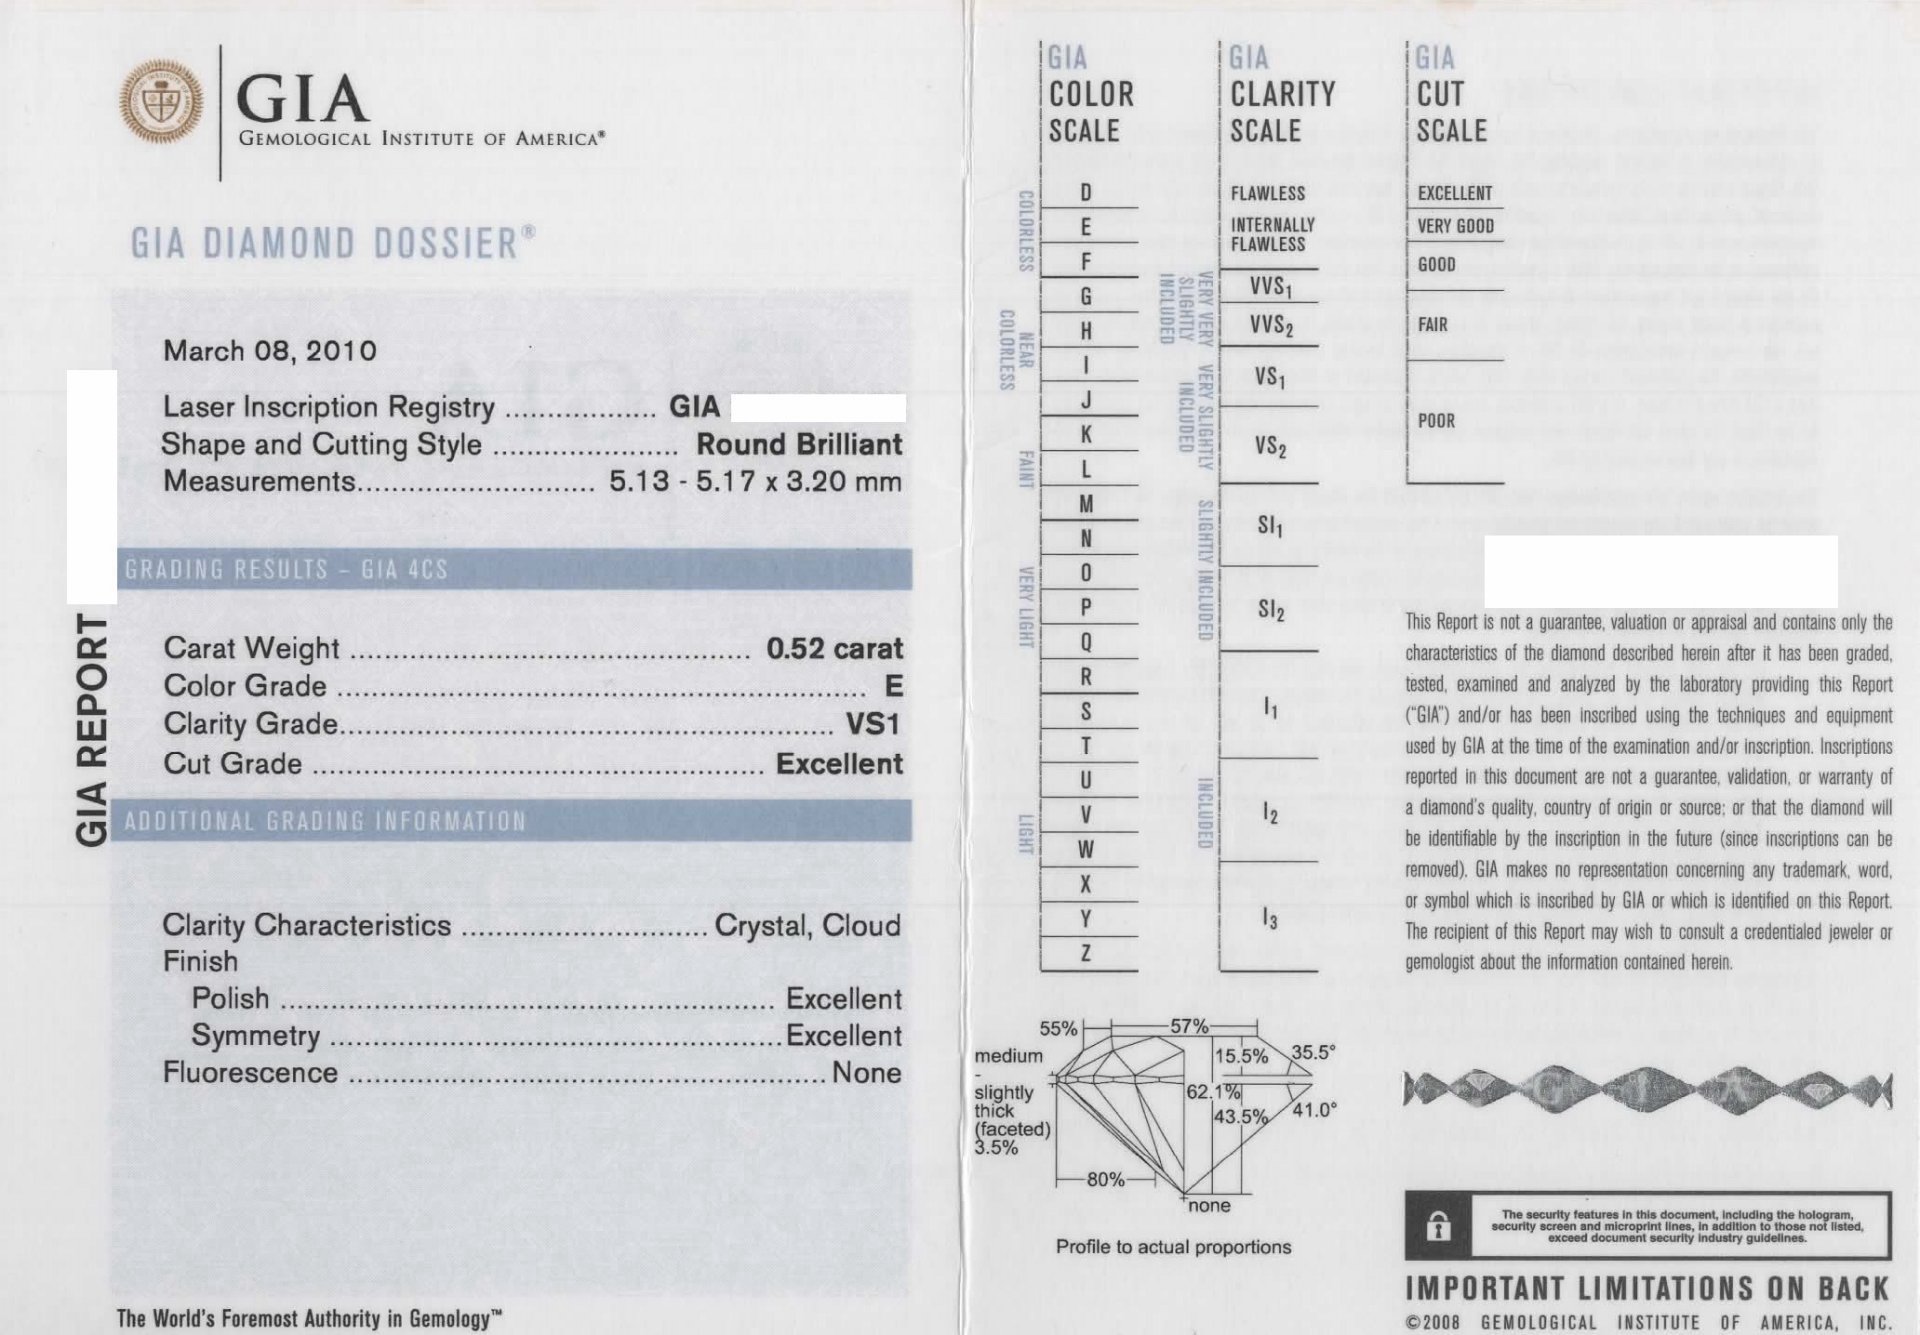 GIA
GEMOLOGICAL INSTITUTE OF AMERICA®
GIA DIAMOND DOSSIER®
March 08, 2010
Laser Inscription Registry .................. GIA
Shape and Cutting Style ...................... Round Brilliant
Measurements............................ 5.13 - 5.17 x 3.20 mm
GRADING RESULTS – GIA 4CS
Carat Weight ............................................... 0.52 carat
Color Grade .............................................................. E
Clarity Grade.......................................................... VS1
Cut Grade ..................................................... Excellent
ADDITIONAL GRADING INFORMATION
Clarity Characteristics ............................. Crystal, Cloud
Finish
Polish .......................................................... Excellent
Symmetry .....................................................Excellent
Fluorescence ........................................................ None
GIA REPORT
The World's Foremost Authority in Gemology™
GIA
COLOR
SCALE
COLORLESS
D
E
F
NEAR
COLORLESS
G
H
I
J
FAINT
K
L
M
VERY LIGHT
N
O
P
Q
R
LIGHT
S
T
U
V
W
X
Y
Z
GIA
CLARITY
SCALE
FLAWLESS
INTERNALLY
FLAWLESS
VERY VERY
SLIGHTLY
INCLUDED
VVS1
VVS2
VERY SLIGHTLY
INCLUDED
VS1
VS2
SLIGHTLY INCLUDED
SI1
SI2
INCLUDED
I1
I2
I3
GIA
CUT
SCALE
EXCELLENT
VERY GOOD
GOOD
FAIR
POOR
This Report is not a guarantee, valuation or appraisal and contains only the
characteristics of the diamond described herein after it has been graded,
tested, examined and analyzed by the laboratory providing this Report
("GIA") and/or has been inscribed using the techniques and equipment
used by GIA at the time of the examination and/or inscription. Inscriptions
reported in this document are not a guarantee, validation, or warranty of
a diamond's quality, country of origin or source; or that the diamond will
be identifiable by the inscription in the future (since inscriptions can be
removed). GIA makes no representation concerning any trademark, word,
or symbol which is inscribed by GIA or which is identified on this Report.
The recipient of this Report may wish to consult a credentialed jeweler or
gemologist about the information contained herein.
55%
57%
medium
-
slightly
thick
(faceted)
3.5%
15.5%
35.5°
62.1%
43.5%
41.0°
80%
none
Profile to actual proportions
G I A
The security features in this document, including the hologram,
security screen and microprint lines, in addition to those not listed,
exceed document security industry guidelines.
IMPORTANT LIMITATIONS ON BACK
©2008 GEMOLOGICAL INSTITUTE OF AMERICA, INC.